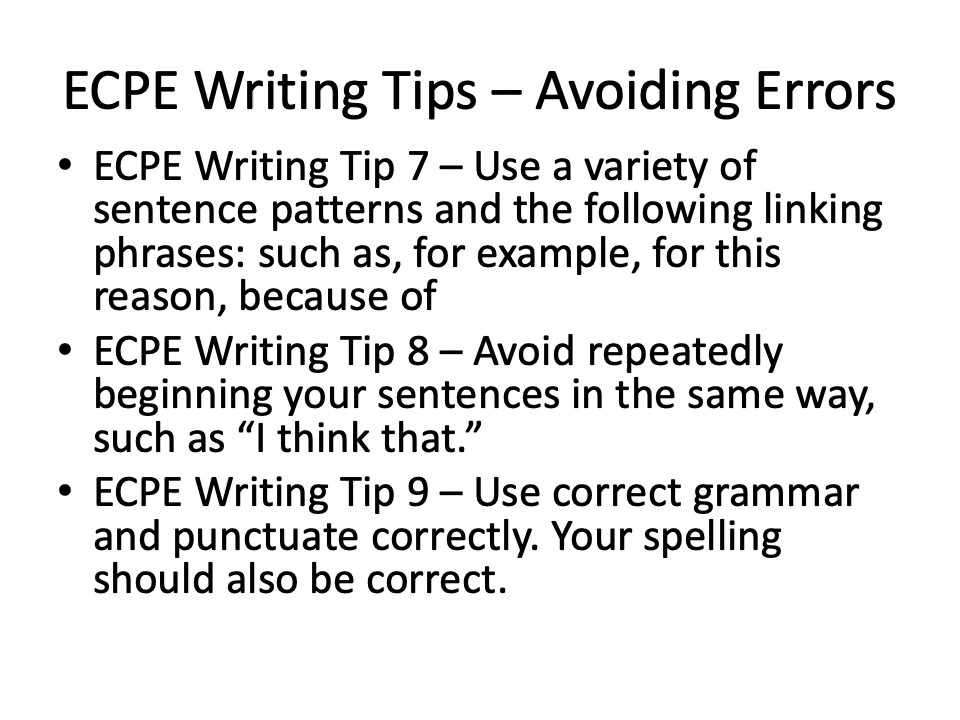 ECPE Writing Tips – Avoiding Errors
• ECPE Writing Tip 7 – Use a variety of
sentence patterns and the following linking
phrases: such as, for example, for this
reason, because of
• ECPE Writing Tip 8 – Avoid repeatedly
beginning your sentences in the same way,
such as “I think that.”
• ECPE Writing Tip 9 – Use correct grammar
and punctuate correctly. Your spelling
should also be correct.